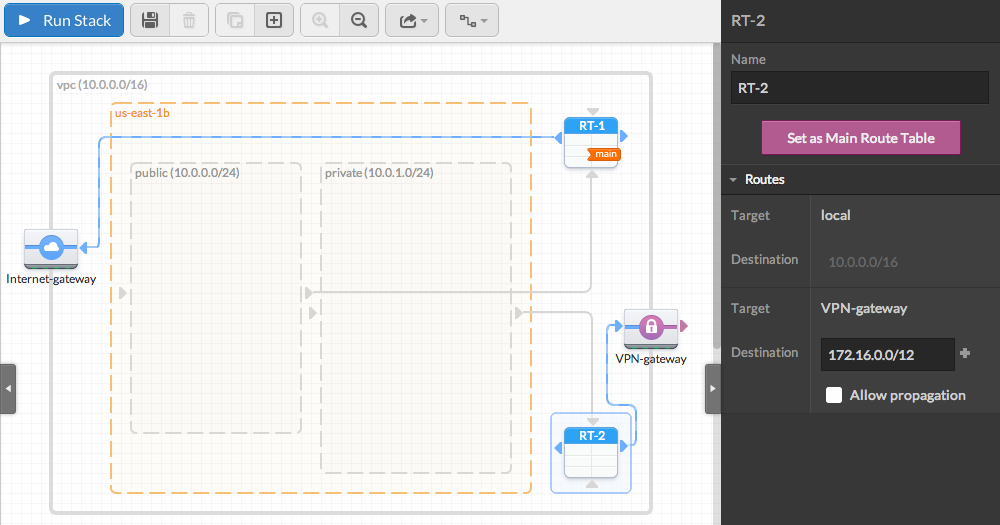 Run Stack
vpc (10.0.0.0/16)
us-east-1b
RT-1
main
public (10.0.0.0/24)
private (10.0.1.0/24)
Internet-gateway
VPN-gateway
RT-2
RT-2
Name
RT-2
Set as Main Route Table
Routes
Target local
Destination 10.0.0.0/16
Target VPN-gateway
Destination 172.16.0.0/12
Allow propagation